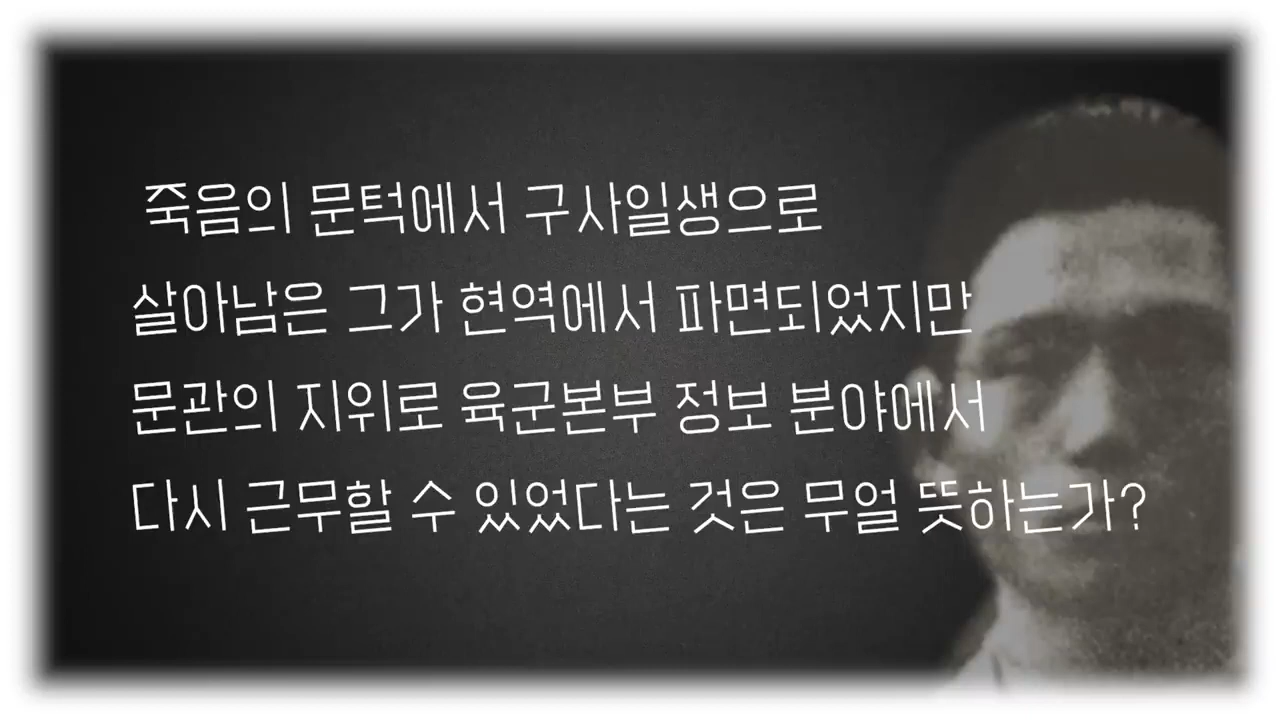 죽음의 문턱에서 구사일생으로
살아남은 그가 현역에서 파면되었지만
문관의 지위로 육군본부 정보 분야에서
다시 근무할 수 있었다는 것은 무얼 뜻하는가?